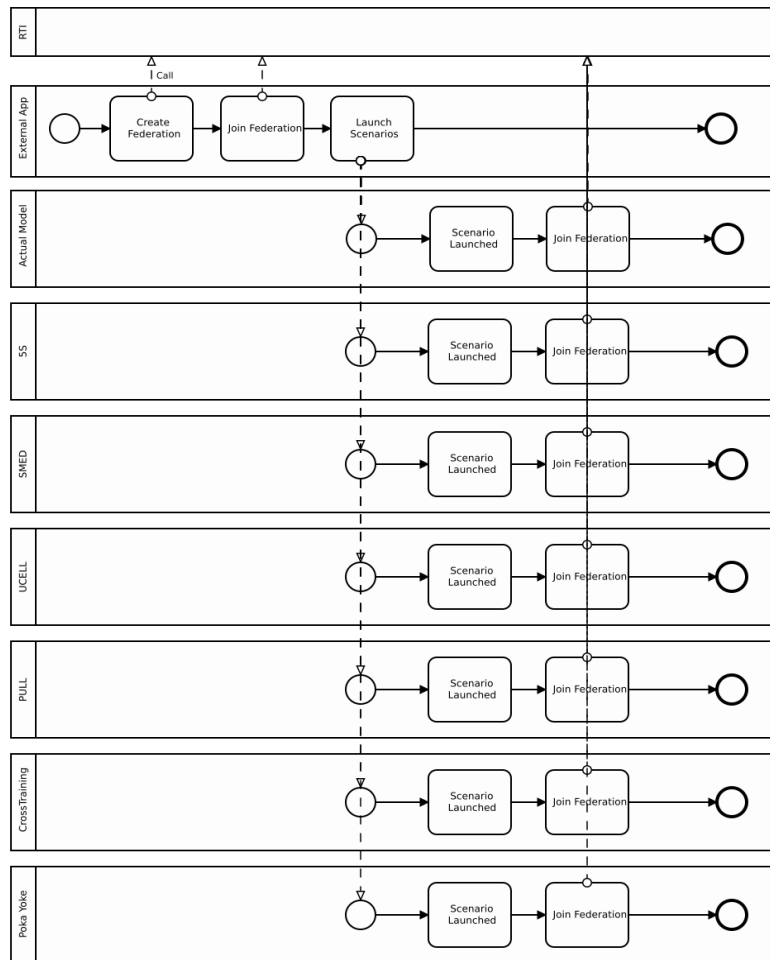 RTI
Call
External App
Create
Federation
Join Federation
Launch
Scenarios
Actual Model
Scenario
Launched
Join Federation
5S
Scenario
Launched
Join Federation
SMED
Scenario
Launched
Join Federation
UCELL
Scenario
Launched
Join Federation
PULL
Scenario
Launched
Join Federation
CrossTraining
Scenario
Launched
Join Federation
Poka Yoke
Scenario
Launched
Join Federation